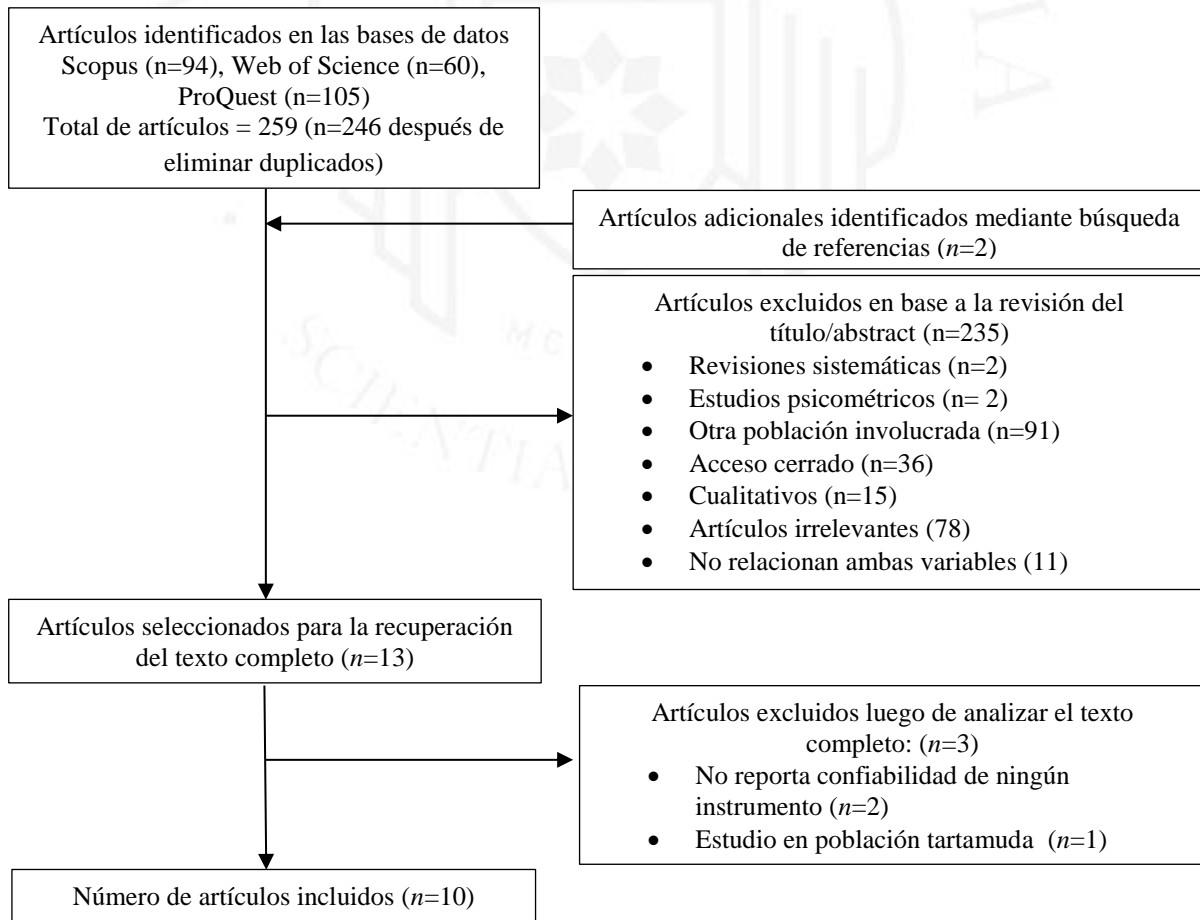 Artículos identificados en las bases de datos
Scopus (n=94), Web of Science (n=60),
ProQuest (n=105)
Total de artículos = 259 (n=246 después de
eliminar duplicados)
Artículos adicionales identificados mediante búsqueda
de referencias (n=2)
Artículos excluidos en base a la revisión del
título/abstract (n=235)
• Revisiones sistemáticas (n=2)
• Estudios psicométricos (n= 2)
• Otra población involucrada (n=91)
• Acceso cerrado (n=36)
• Cualitativos (n=15)
• Artículos irrelevantes (78)
• No relacionan ambas variables (11)
Artículos seleccionados para la recuperación
del texto completo (n=13)
Artículos excluidos luego de analizar el texto
completo: (n=3)
• No reporta confiabilidad de ningún
instrumento (n=2)
• Estudio en población tartamuda (n=1)
Número de artículos incluidos (n=10)